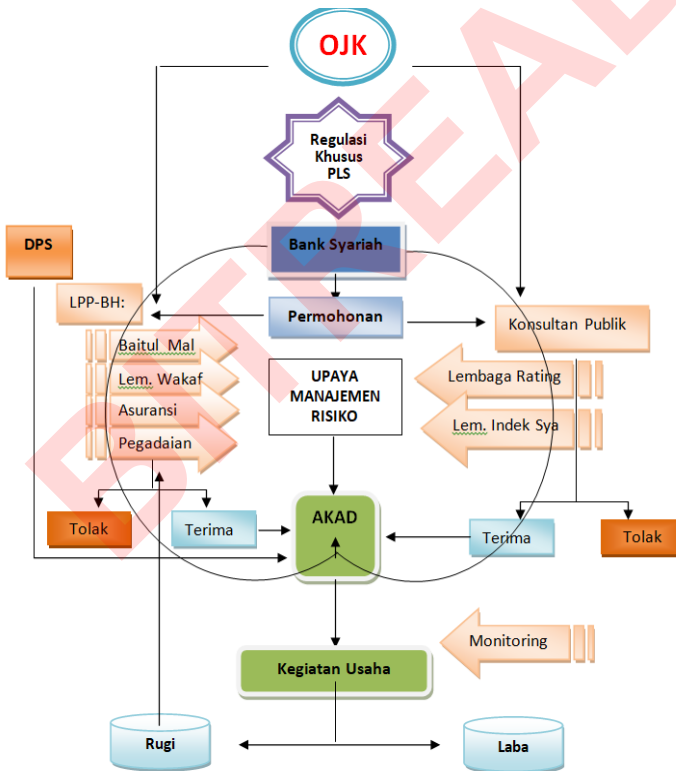 OJK
Regulasi
Khusus
PLS
DPS
Bank Syariah
LPP-BH:
Permohonan
Konsultan Publik
Baitul Mal
Lem. Wakaf
Asuransi
Pegadaian
UPAYA
MANAJEMEN
RISIKO
Lembaga Rating
Lem. Indek Sya
Tolak
Terima
AKAD
Terima
Tolak
Monitoring
Kegiatan Usaha
Rugi
Laba